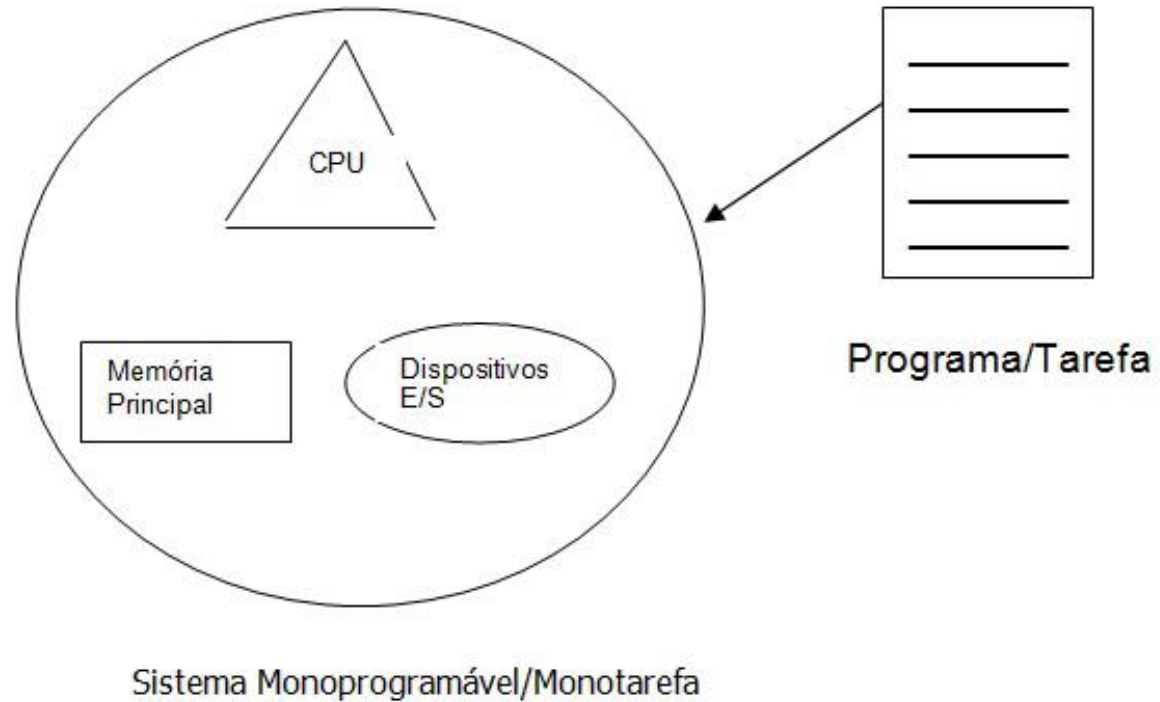 CPU
Memória
Principal
Dispositivos
E/S
Programa/Tarefa
Sistema Monoprogramável/Monotarefa